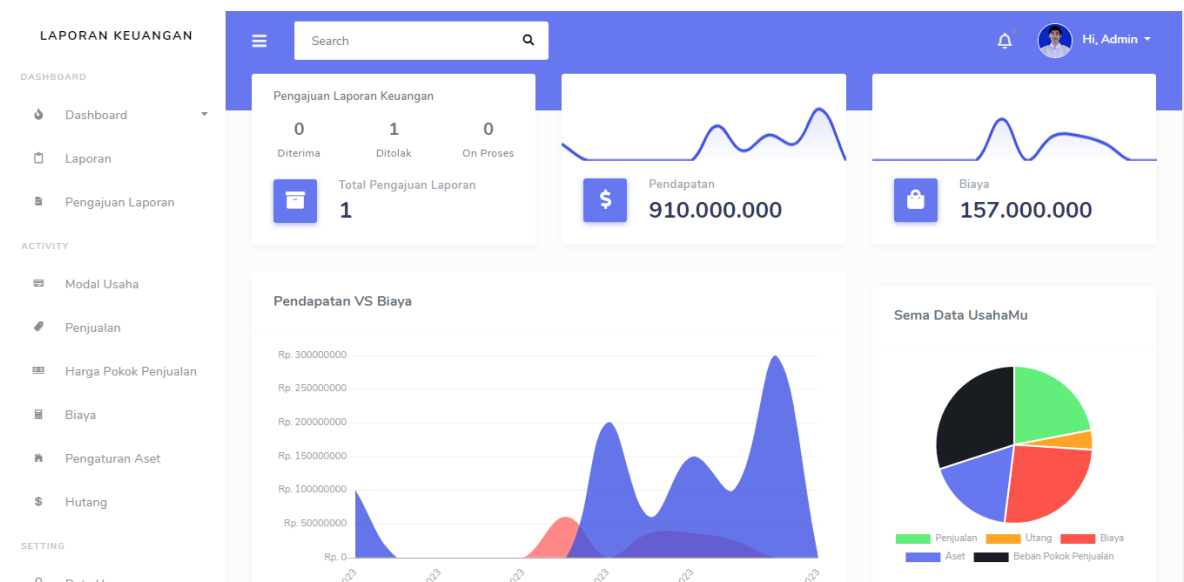 LAPORAN KEUANGAN
Search
Hi, Admin
DASHBOARD
Dashboard
Laporan
Pengajuan Laporan
ACTIVITY
Modal Usaha
Penjualan
Harga Pokok Penjualan
Biaya
Pengaturan Aset
Hutang
SETTING
Pengajuan Laporan Keuangan
0 1 0
Diterima Ditolak On Proses
Total Pengajuan Laporan
1
Pendapatan
910.000.000
Biaya
157.000.000
Pendapatan VS Biaya
Rp. 300000000
Rp. 250000000
Rp. 200000000
Rp. 150000000
Rp. 100000000
Rp. 50000000
Rp. 0
Sema Data UsahaMu
Penjualan Utang Biaya
Aset Beban Pokok Penjualan